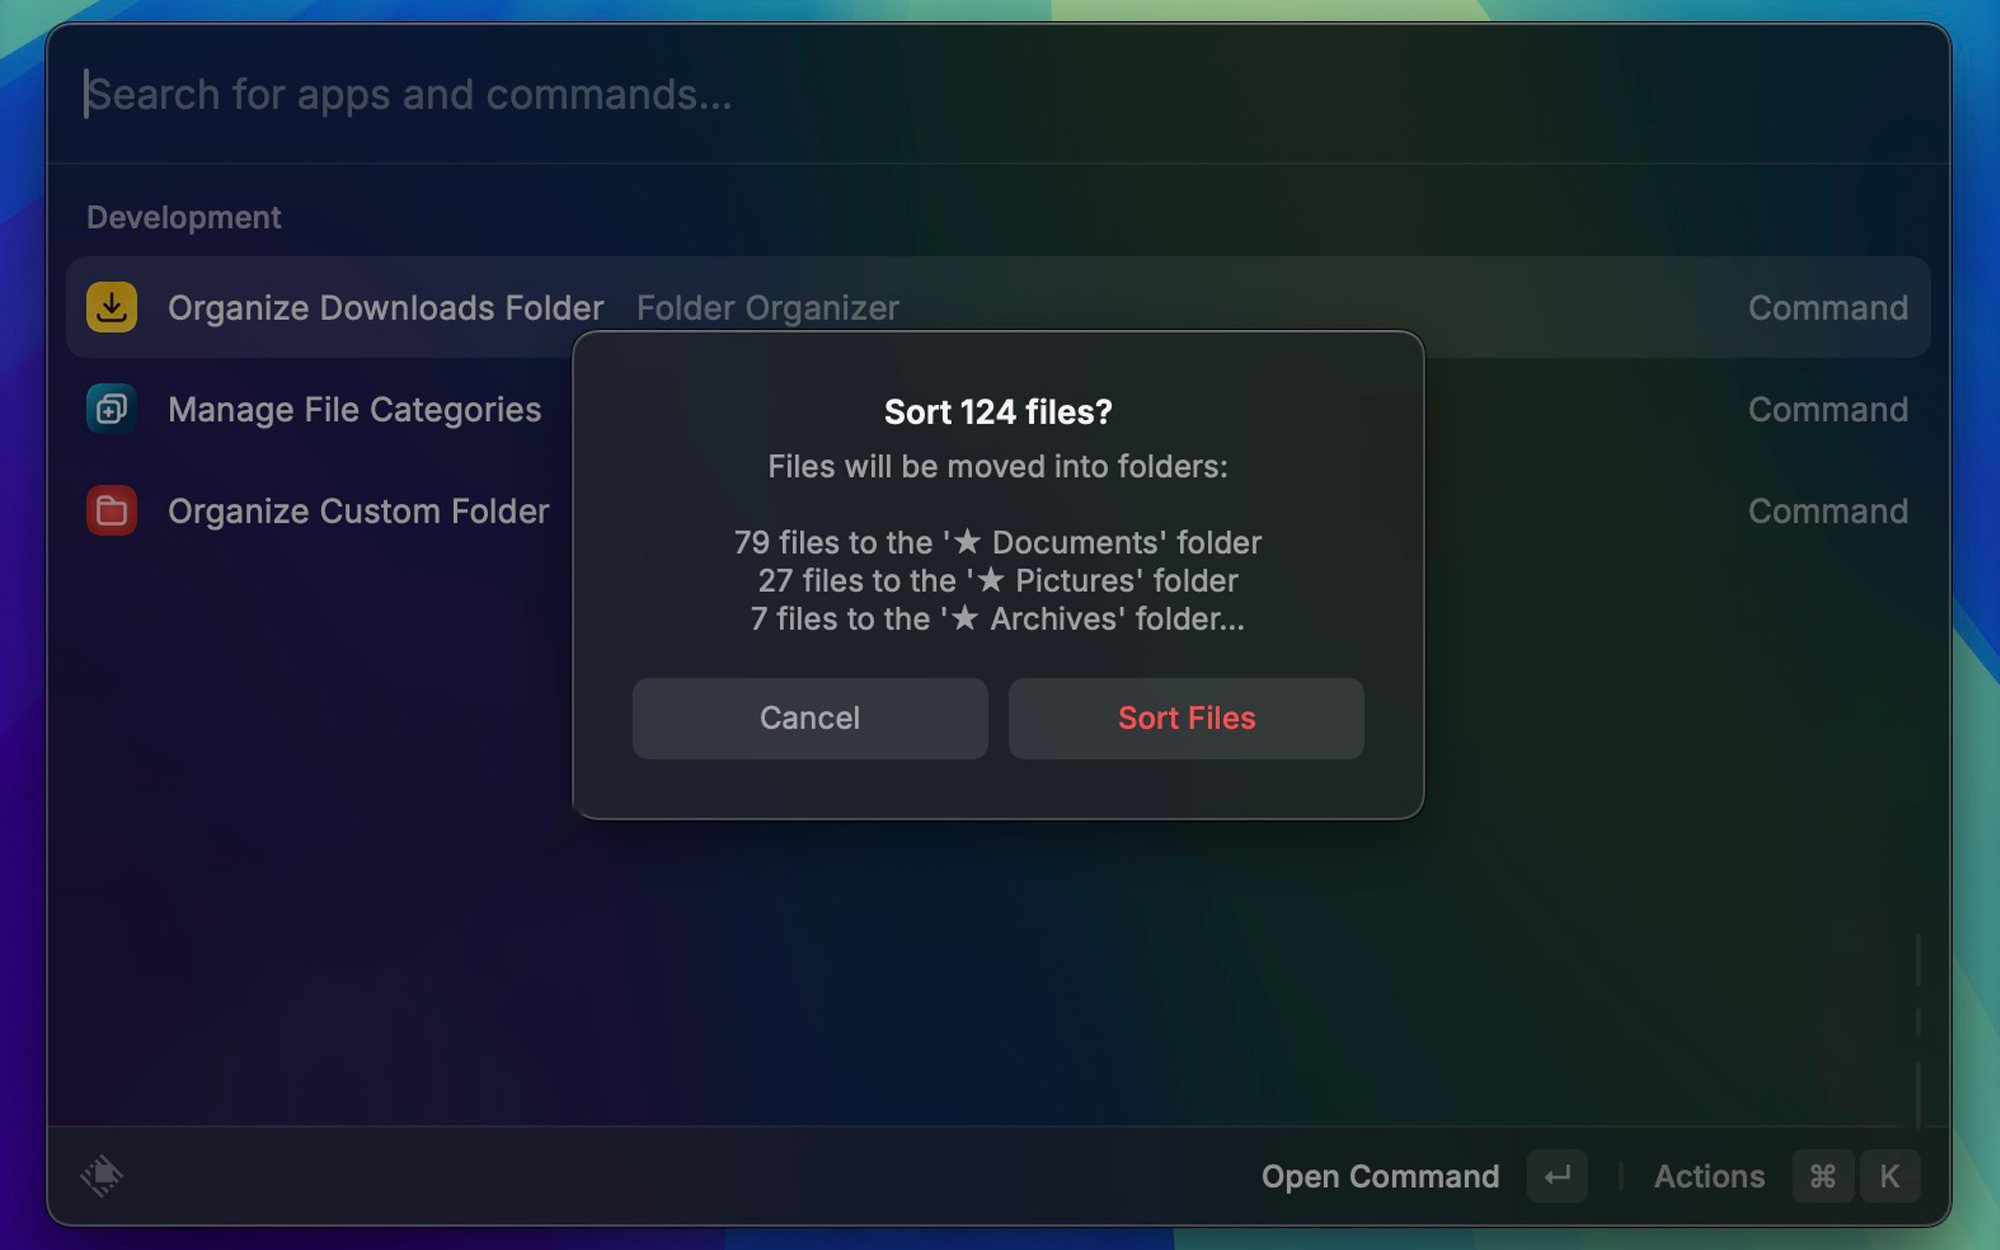 Search for apps and commands...
Development
Organize Downloads Folder Folder Organizer Command
Manage File Categories Command
Organize Custom Folder Command
Sort 124 files?
Files will be moved into folders:
79 files to the '★ Documents' folder
27 files to the '★ Pictures' folder
7 files to the '★ Archives' folder...
Cancel Sort Files
Open Command ↵ Actions ⌘ K